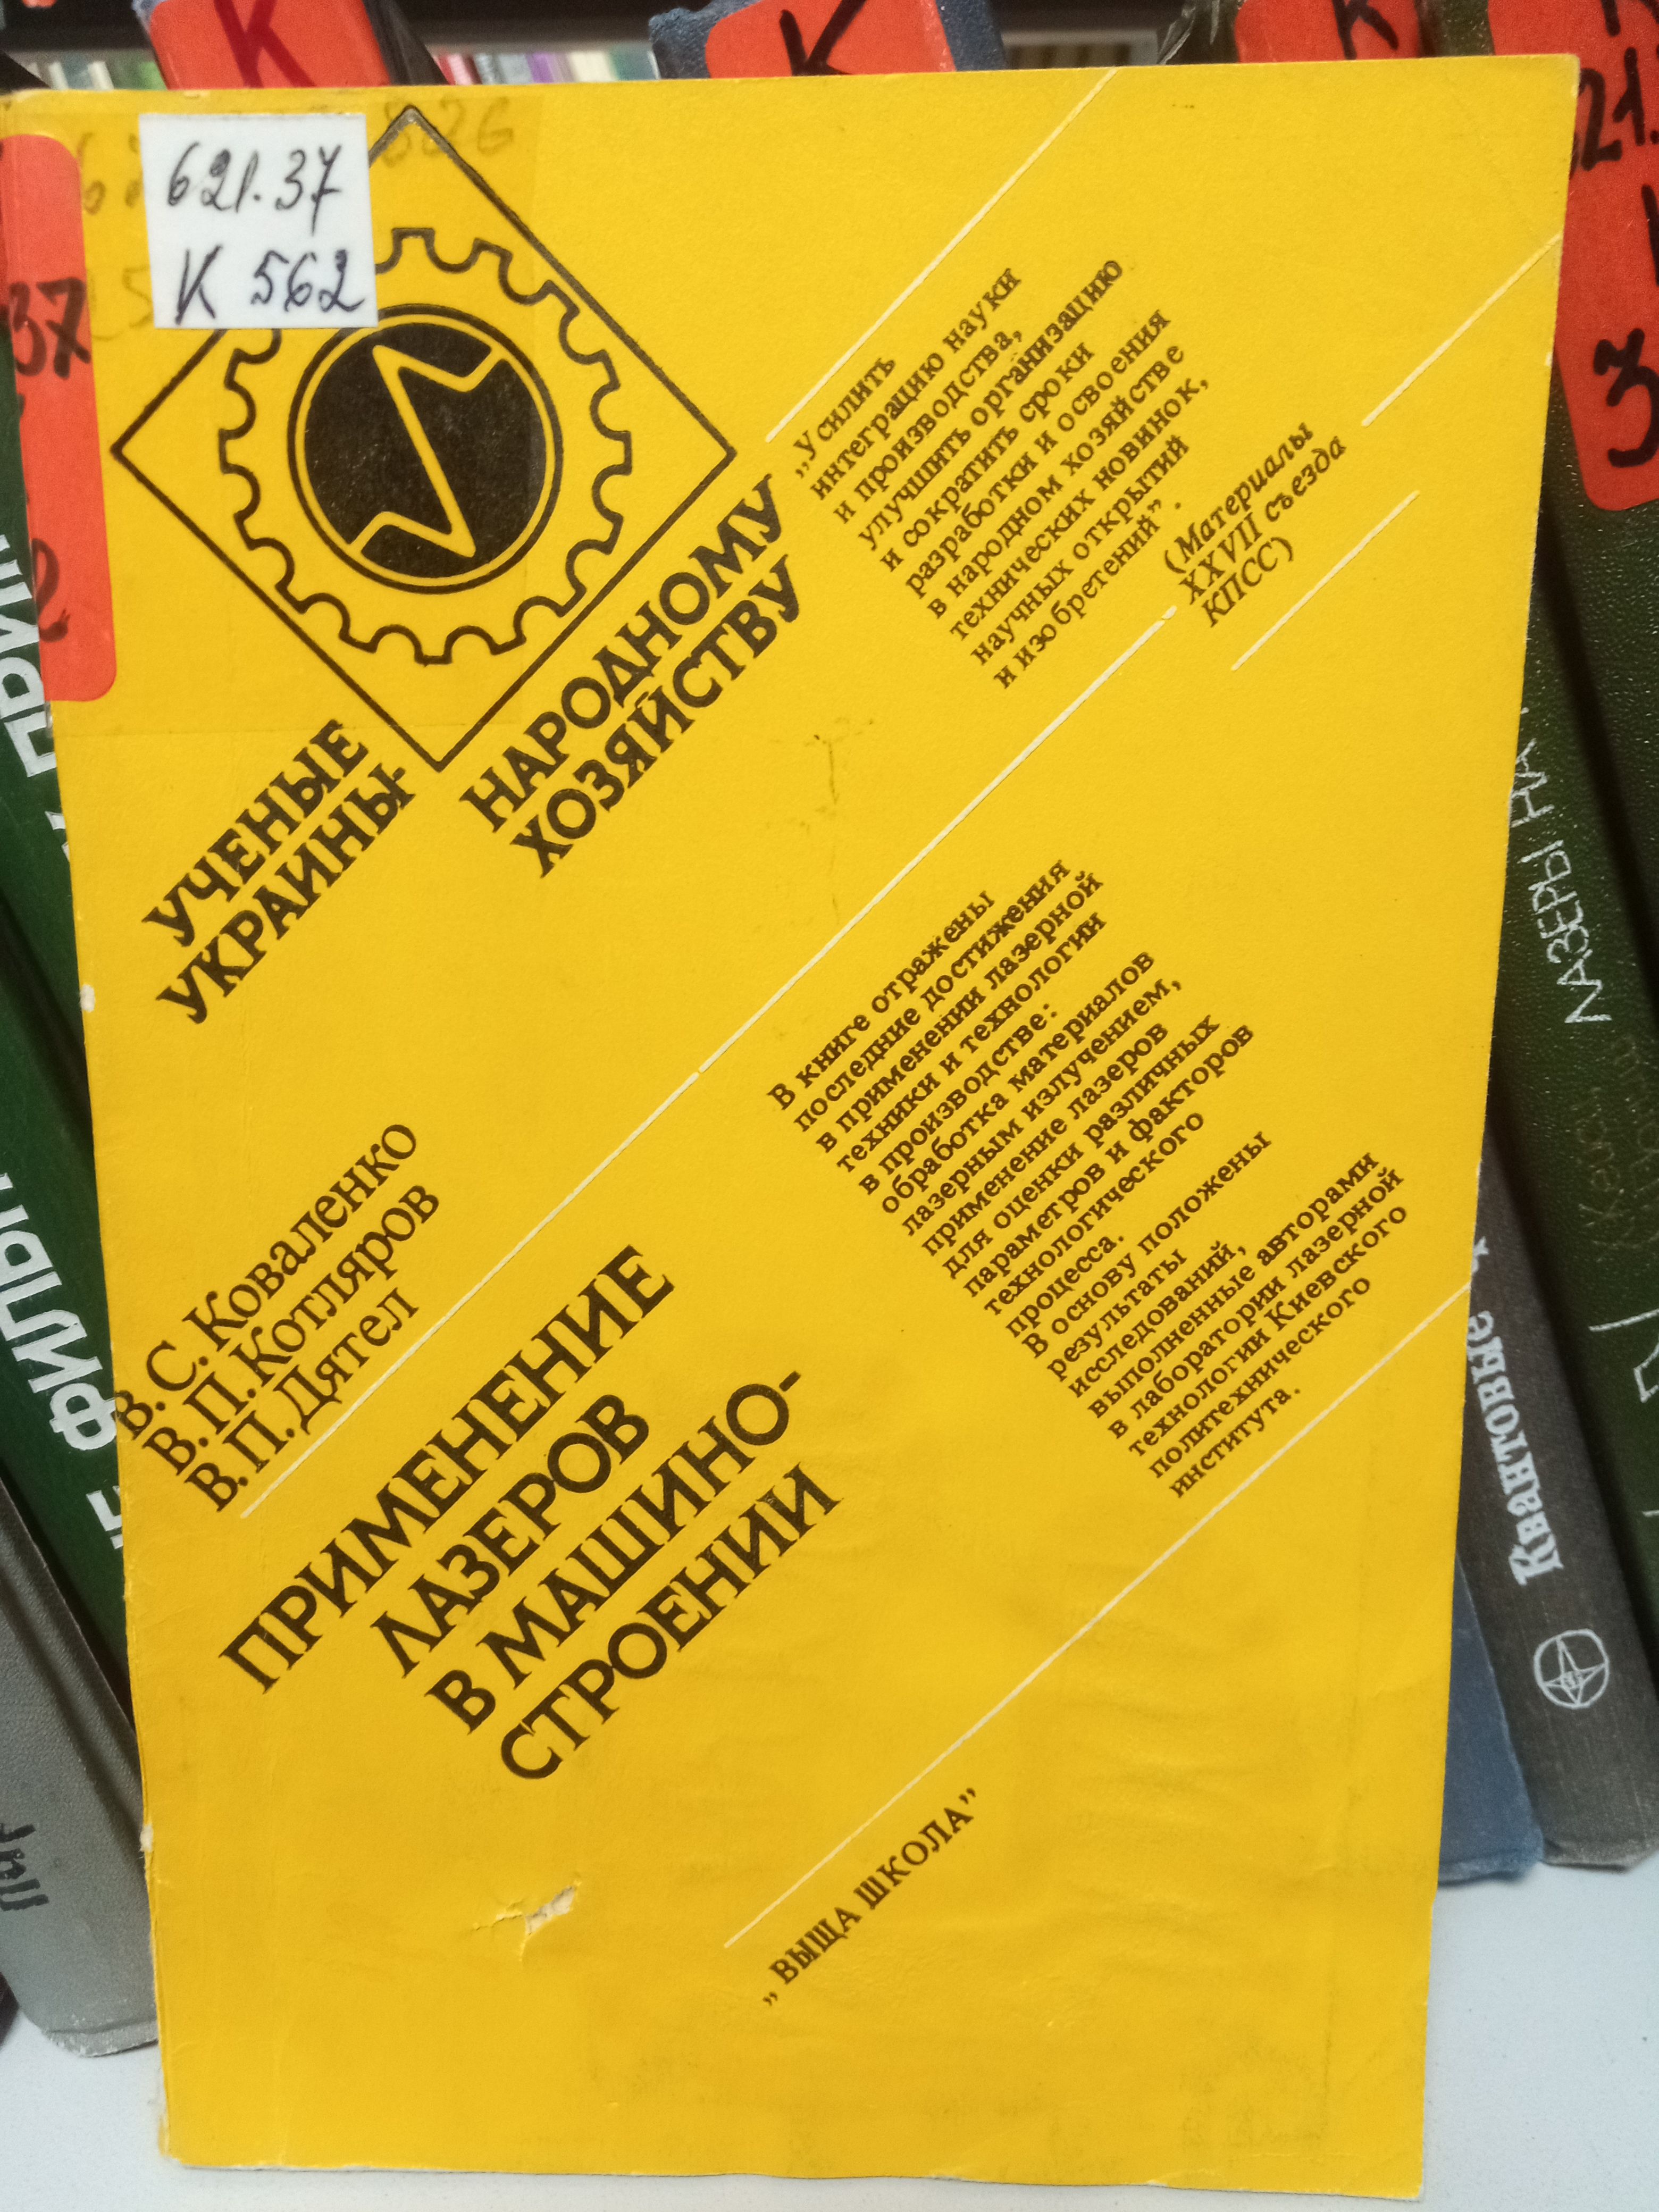 621.37
К 562
УЧЕНЫЕ
УКРАИНЫ-
НАРОДНОМУ
ХОЗЯЙСТВУ
„Усилить
интеграцию науки
и производства,
улучшить организацию
и сократить сроки
разработки и освоения
в народном хозяйстве
технических новинок,
научных открытий
и изобретений”.
(Материалы
XXVII съезда
КПСС)
В. С. Коваленко
В. П. Котляров
В. П. Дятел
ПРИМЕНЕНИЕ
ЛАЗЕРОВ
В МАШИНО-
СТРОЕНИИ
В книге отражены
последние достижения
в применении лазерной
техники и технологии
в производстве:
обработка материалов
лазерным излучением,
применение лазеров
для оценки различных
параметров и факторов
технологического
процесса.
В основу положены
результаты
исследований,
выполненные авторами
в лаборатории лазерной
технологии Киевского
политехнического
института.
„ВЫЩА ШКОЛА”
К
К
К
37
3
ЛАЗЕРЫ НА
Квантовые